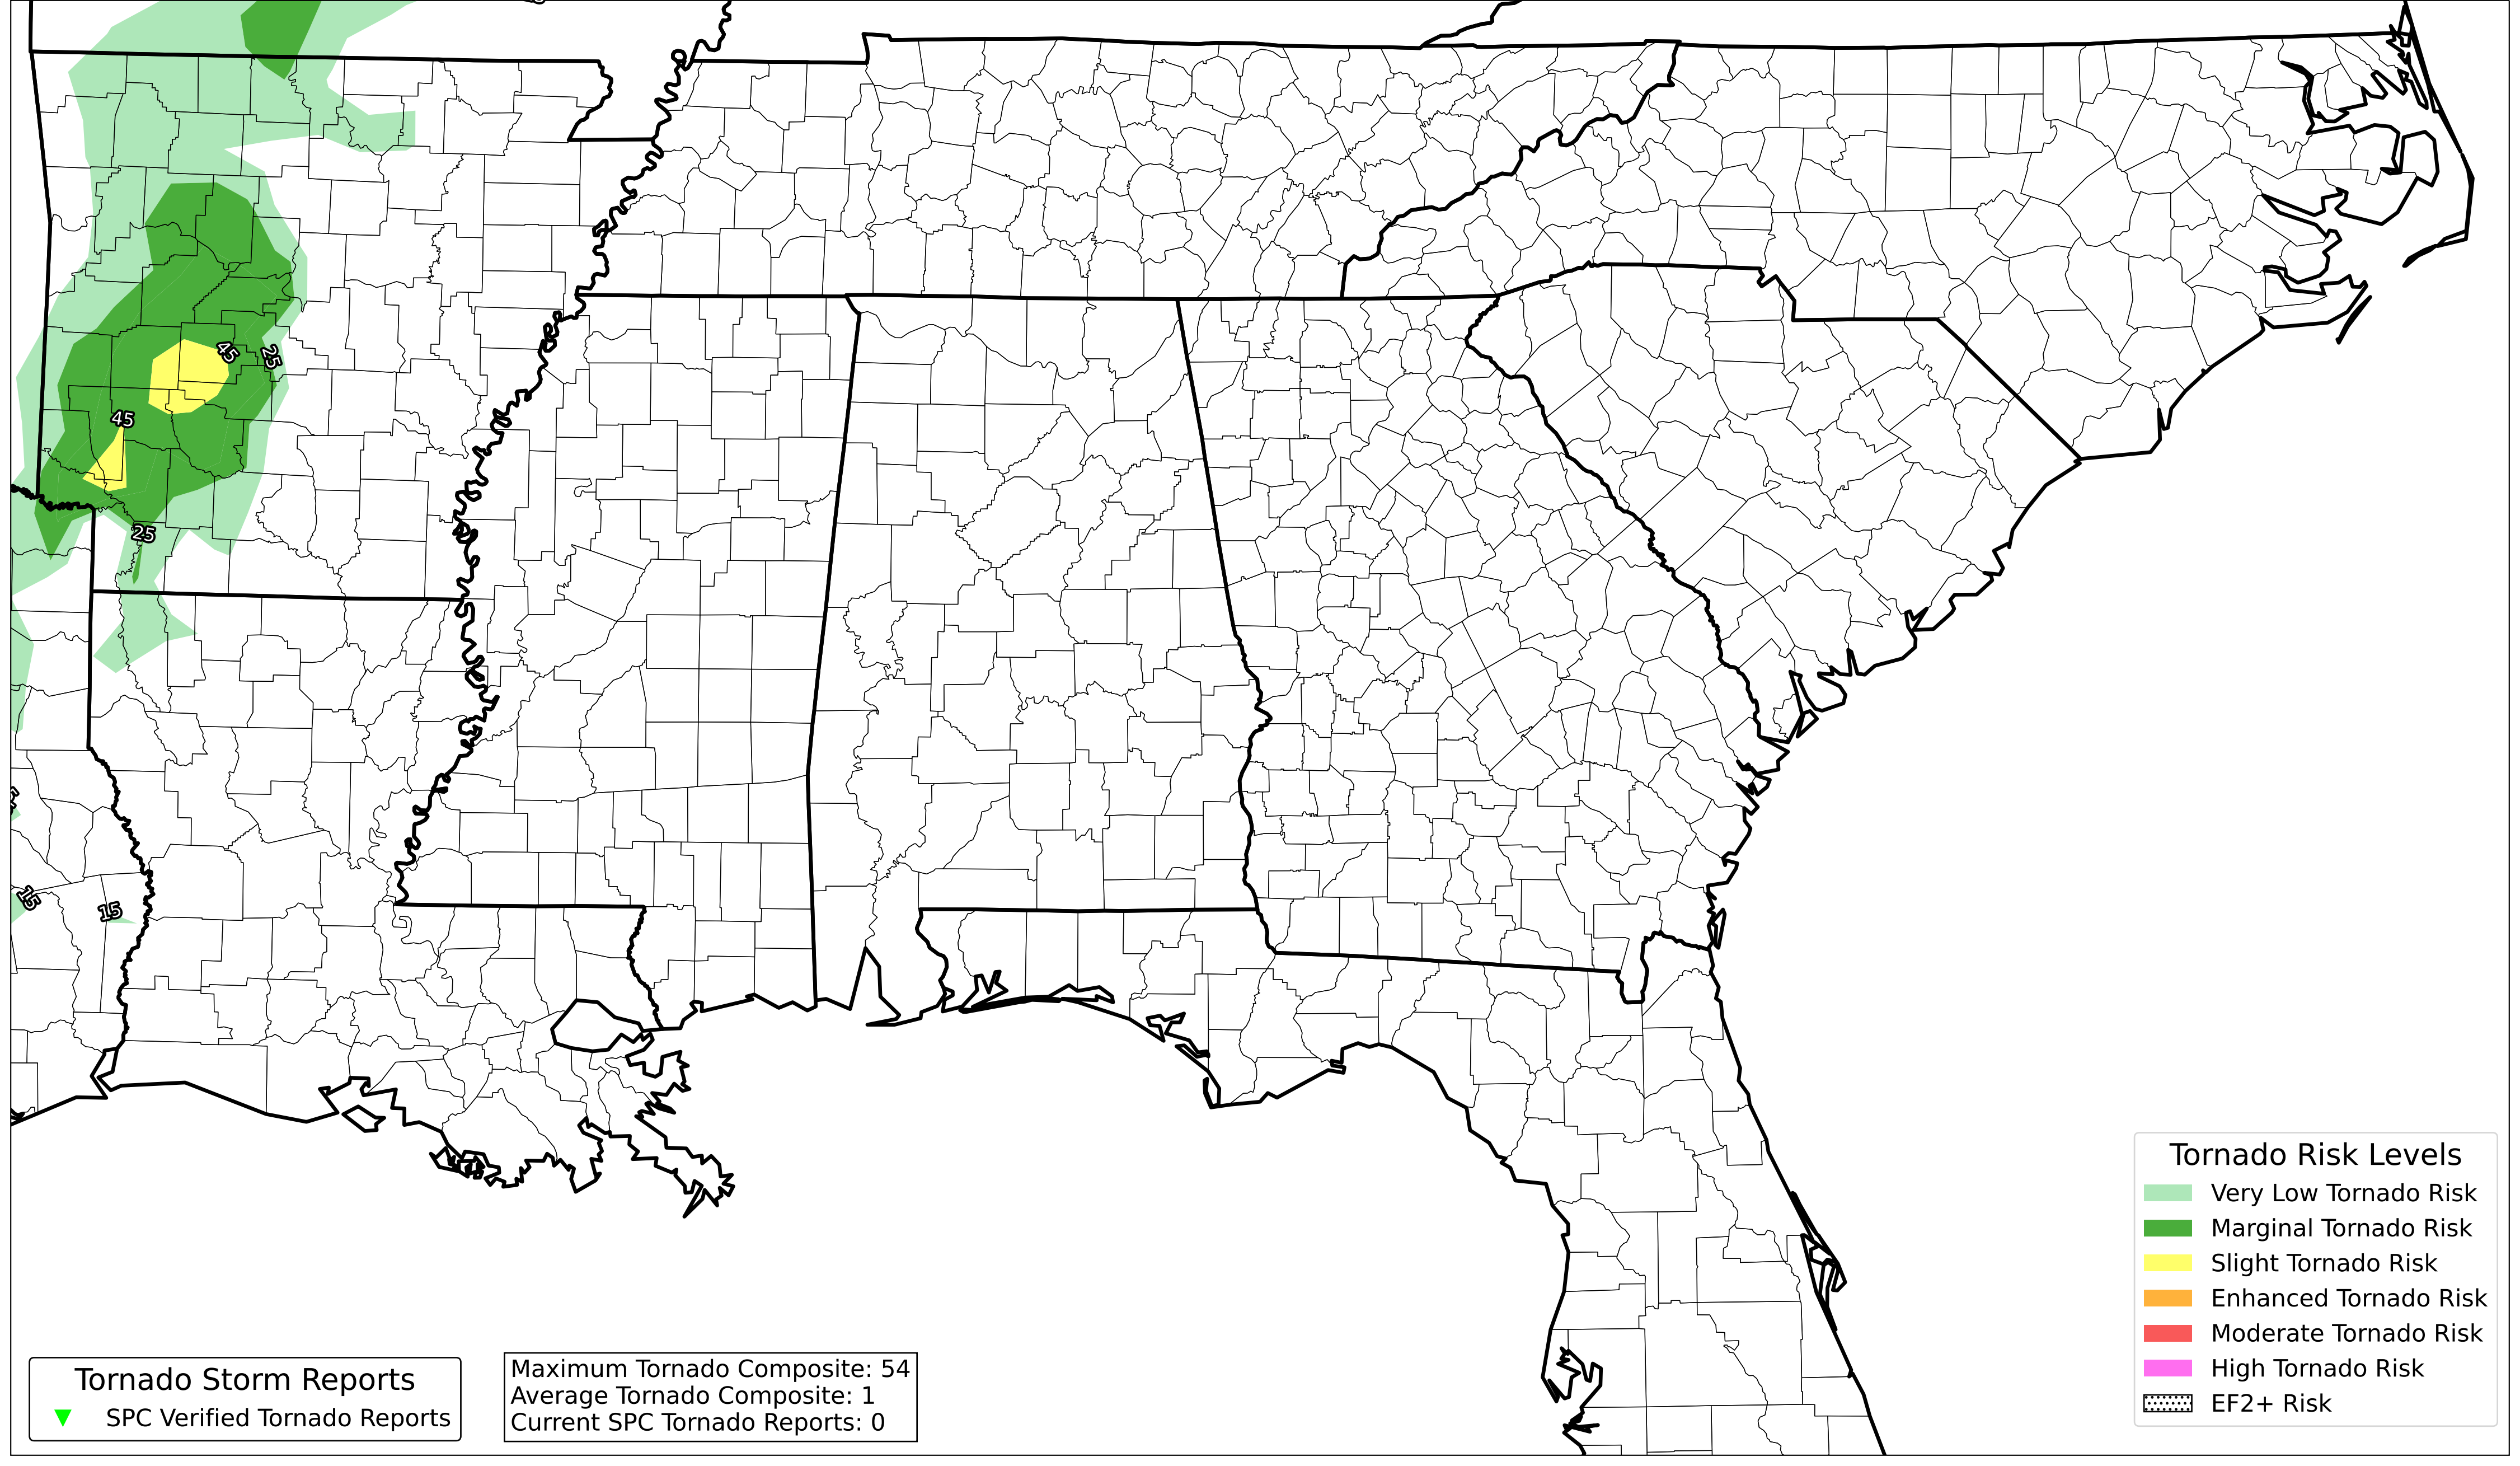 45
25
45
25
15
15
Tornado Risk Levels
Very Low Tornado Risk
Marginal Tornado Risk
Slight Tornado Risk
Enhanced Tornado Risk
Moderate Tornado Risk
High Tornado Risk
EF2+ Risk
Tornado Storm Reports
SPC Verified Tornado Reports
Maximum Tornado Composite: 54
Average Tornado Composite: 1
Current SPC Tornado Reports: 0